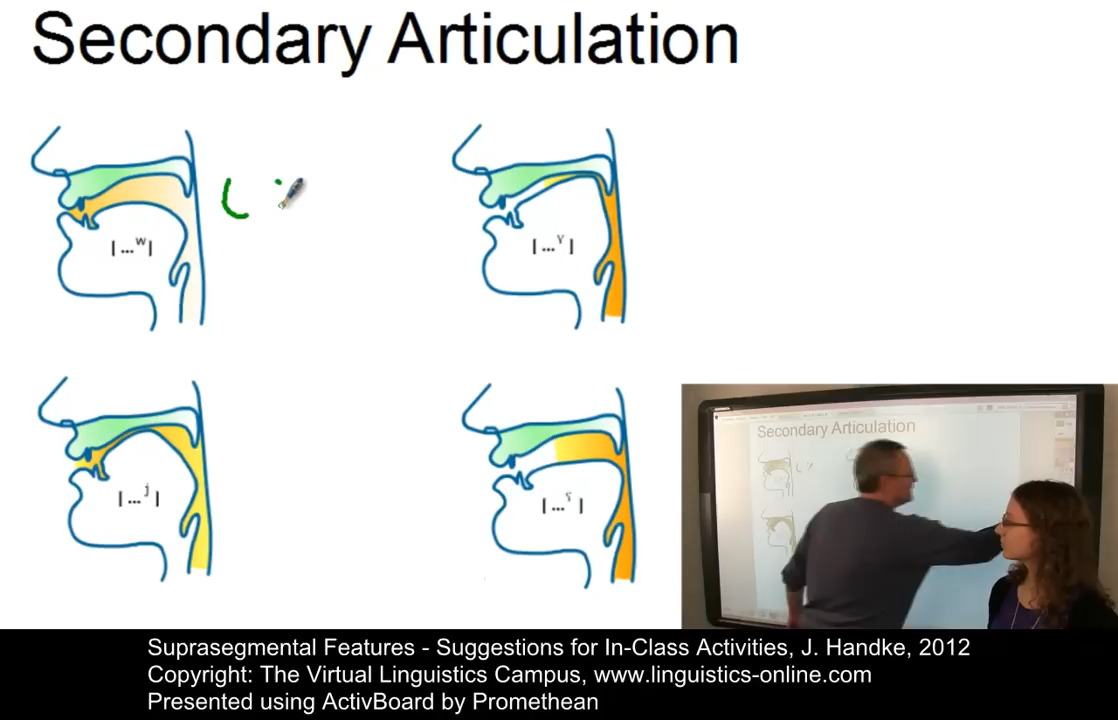 Secondary Articulation
[...ʷ] [...ˠ]
[...ʲ] [...ˤ]
Secondary Articulation
Suprasegmental Features - Suggestions for In-Class Activities, J. Handke, 2012
Copyright: The Virtual Linguistics Campus, www.linguistics-online.com
Presented using ActivBoard by Promethean